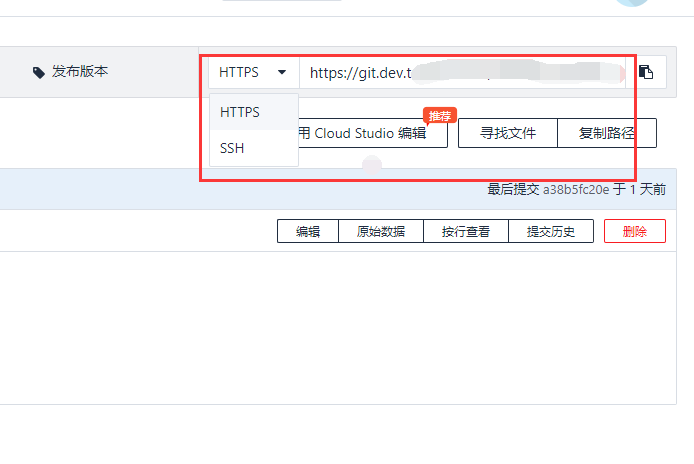 发布版本
HTTPS
https://git.dev.t
HTTPS
SSH
用 Cloud Studio 编辑
推荐
寻找文件
复制路径
最后提交 a38b5fc20e 于 1 天前
编辑
原始数据
按行查看
提交历史
删除